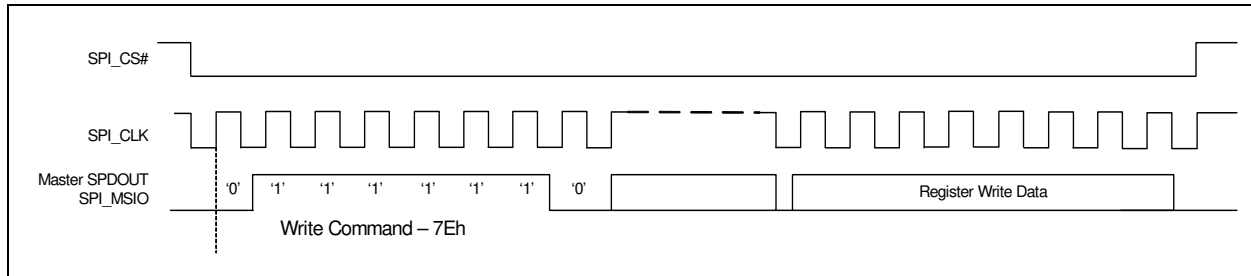 SPI_CS#
SPI_CLK
Master SPDOUT
SPI_MSIO
‘0’ ‘1’ ‘1’ ‘1’ ‘1’ ‘1’ ‘1’ ‘0’
Register Write Data
Write Command – 7Eh